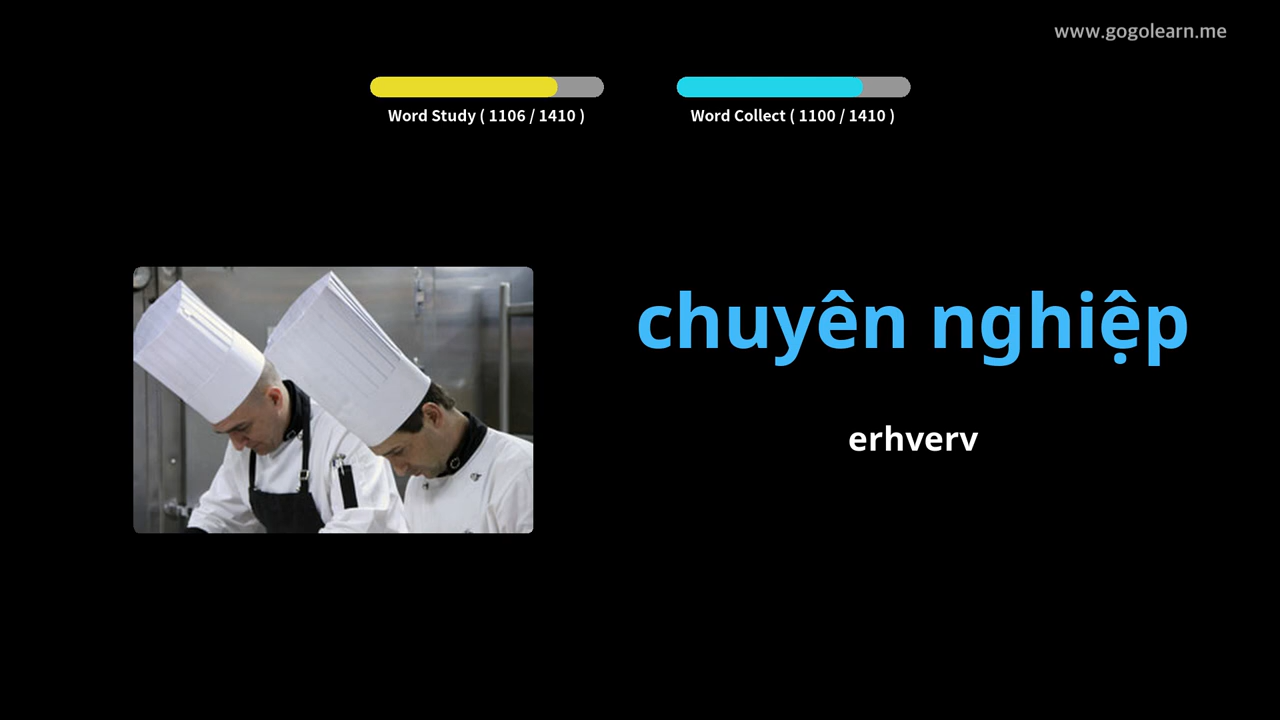 www.gogolearn.me
Word Study ( 1106 / 1410 )
Word Collect ( 1100 / 1410 )
chuyên nghiệp
erhverv